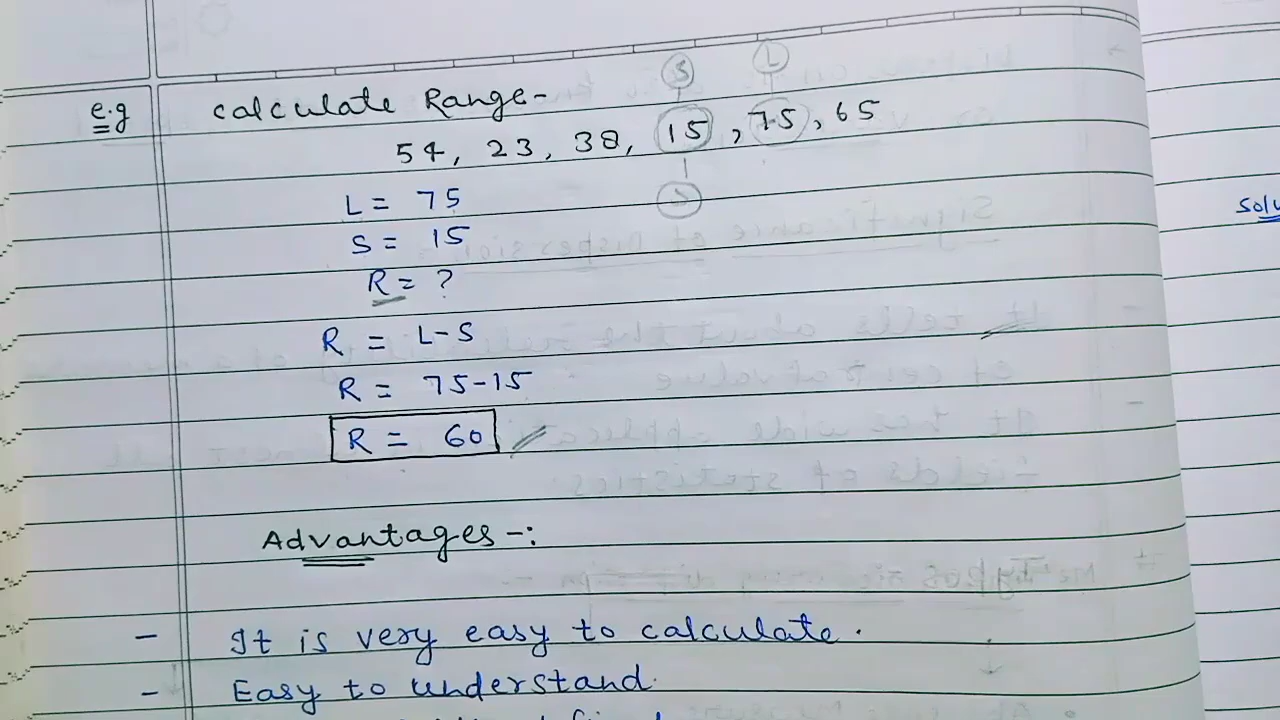 S L
e.g Calculate Range-
54, 23, 38, 15, 75, 65
S
L = 75
S = 15
R = ?
R = L-S
R = 75-15
R = 60
Advantages -:
- It is very easy to calculate.
- Easy to understand.
Solu